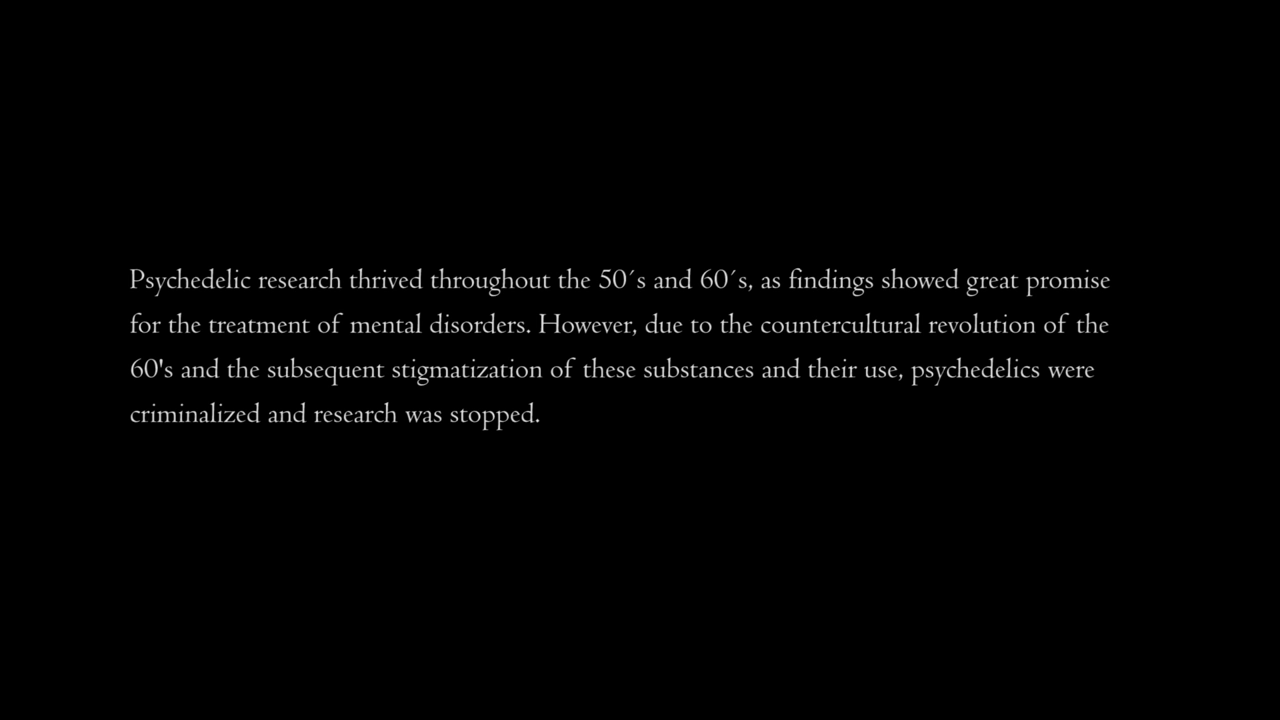 Psychedelic research thrived throughout the 50´s and 60´s, as findings showed great promise
for the treatment of mental disorders. However, due to the countercultural revolution of the
60's and the subsequent stigmatization of these substances and their use, psychedelics were
criminalized and research was stopped.